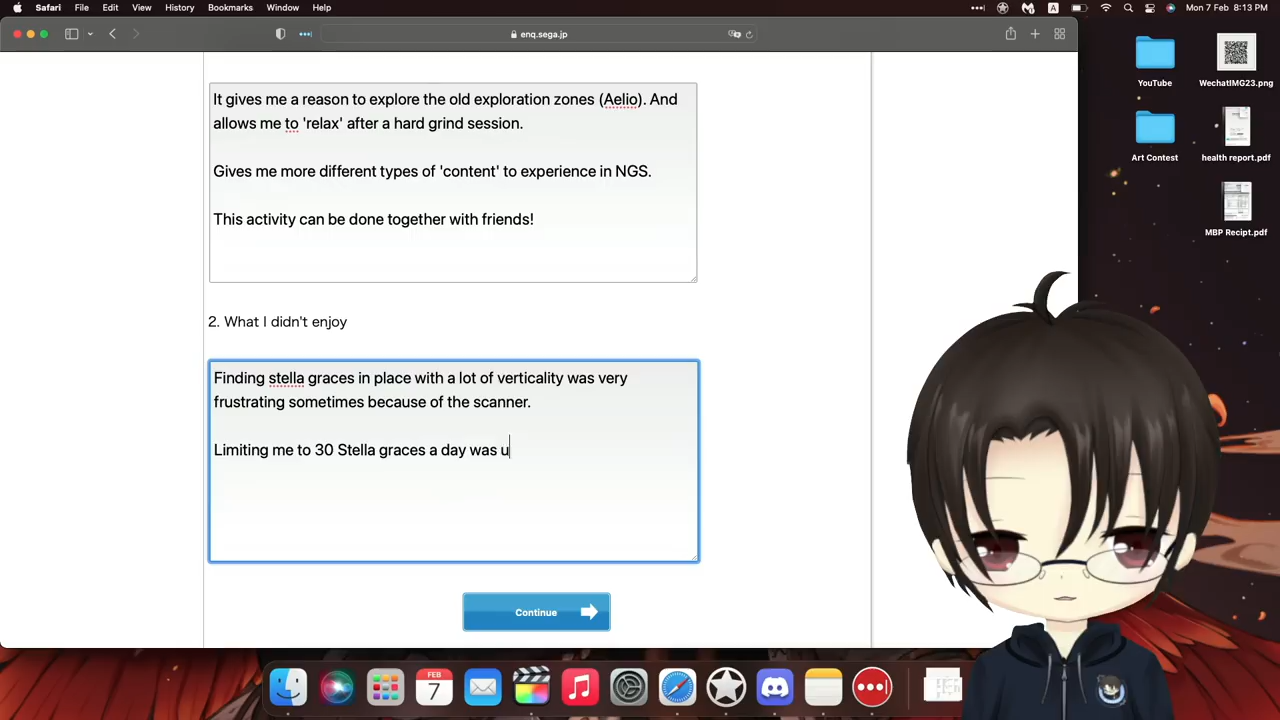 Safari File Edit View History Bookmarks Window Help
A
Mon 7 Feb 8:13 PM
enq.sega.jp
YouTube
WechatIMG23.png
Art Contest
health report.pdf
MBP Recipt.pdf
It gives me a reason to explore the old exploration zones (Aelio). And
allows me to 'relax' after a hard grind session.
Gives me more different types of 'content' to experience in NGS.
This activity can be done together with friends!
2. What I didn't enjoy
Finding stella graces in place with a lot of verticality was very
frustrating sometimes because of the scanner.
Limiting me to 30 Stella graces a day was u
Continue
FEB
7